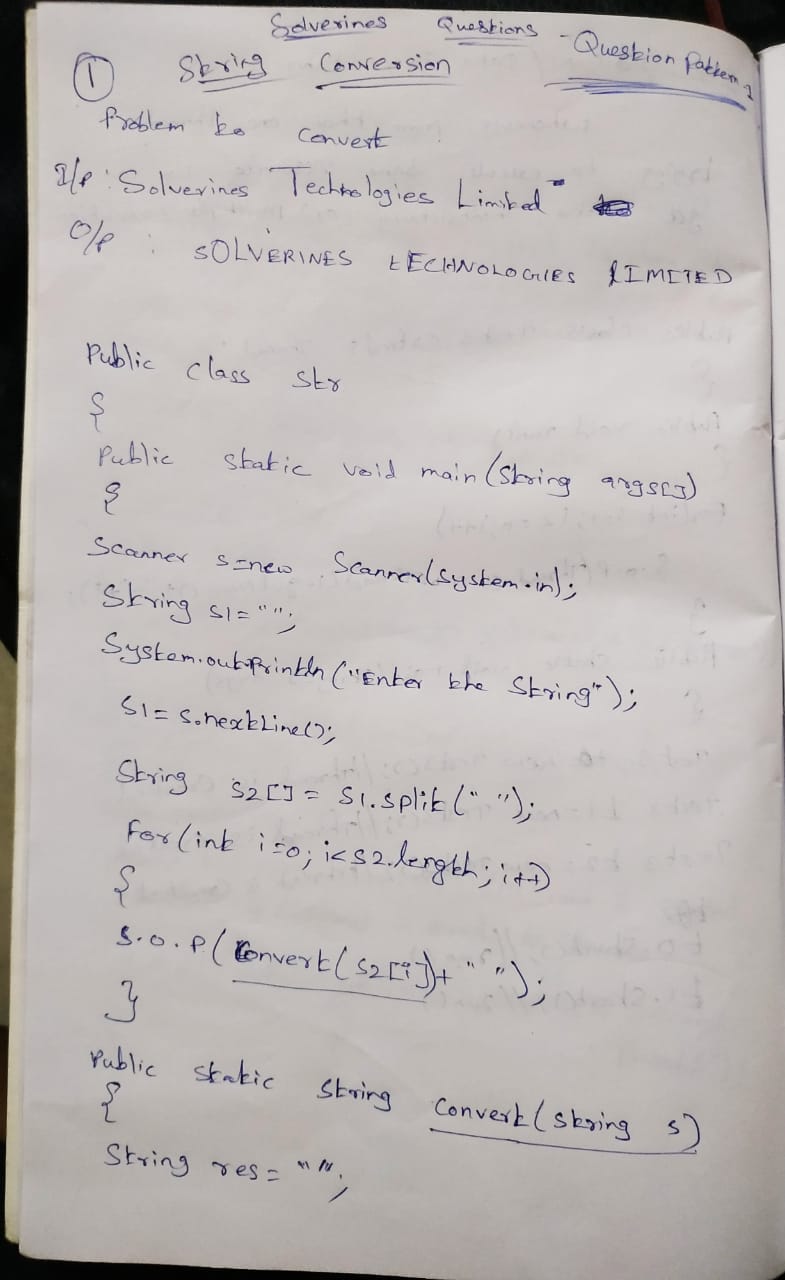 Solverines Questions - Question Pattern - 1
① String Conversion
Problem to convert
I/P : Solverines Technologies Limited
O/P : sOLVERINES tECHNOLOGIES lIMITED
Public class str
{
Public static void main(String args[])
{
Scanner s=new Scanner(System.in);
String s1="";
System.out.Println("Enter the String");
S1= S.nextLine();
String S2[] = S1.split(" ");
For(int i=0; i<s2.length; i++)
{
S.o.P(Convert(S2[i])+" ");
}
Public static String Convert(String s)
{
String res= "";